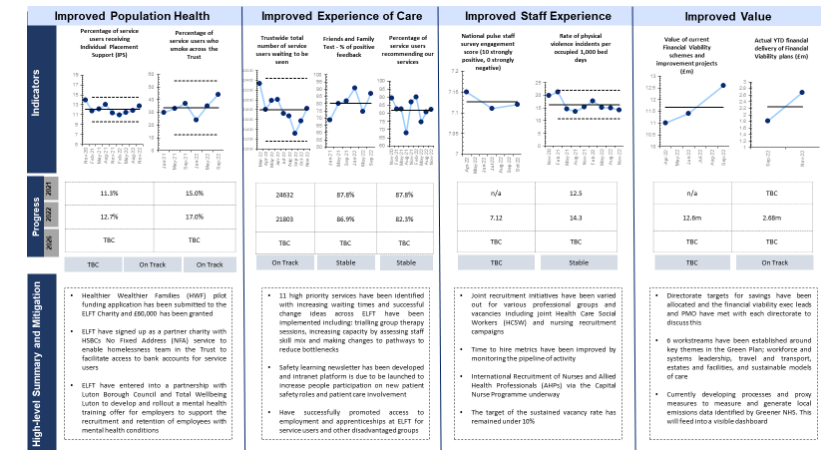 Improved Population Health
Improved Experience of Care
Improved Staff Experience
Improved Value
Indicators
Percentage of service
users receiving
Individual Placement
Support (IPS)
Percentage of
service users who
smoke across the
Trust
Trustwide total
number of service
users waiting to be
seen
Friends and Family
Test - % of positive
feedback
Percentage of service
users
recommending our
services
National pulse staff
survey engagement
score (10 strongly
positive, 0 strongly
negative)
Rate of physical
violence incidents per
occupied 1,000 bed
days
Value of current
Financial Viability
schemes and
improvement projects
(£m)
Actual YTD financial
delivery of Financial
Viability plans (£m)
Progress
2021
2022
11.3%
15.0%
24632
87.8%
87.8%
n/a
12.5
n/a
TBC
12.7%
17.0%
21803
86.9%
82.3%
7.12
14.3
12.6m
2.68m
TBC
TBC
TBC
TBC
TBC
TBC
TBC
TBC
TBC
TBC
On Track
On Track
On Track
Stable
Stable
TBC
Stable
TBC
On Track
High-level Summary and Mitigation
• Healthier Wealthier Families (HWF) pilot
funding application has been submitted to the
ELFT Charity and £60,000 has been granted
• ELFT have signed up as a partner charity with
HSBCs No Fixed Address (NFA) service to
enable homelessness team in the Trust to
facilitate access to bank accounts for service
users
• ELFT have entered into a partnership with
Luton Borough Council and Total Wellbeing
Luton to develop and rollout a mental health
training offer for employers to support the
recruitment and retention of employees with
mental health conditions
• 11 high priority services have been identified
with increasing waiting times and successful
change ideas across ELFT have been
implemented including: trialling group therapy
sessions, increasing capacity by assessing staff
skill mix and making changes to pathways to
reduce bottlenecks
• Safety learning newsletter has been developed
and intranet platform is due to be launched to
increase people participation on new patient
safety roles and patient care involvement
• Have successfully promoted access to
employment and apprenticeships at ELFT for
service users and other disadvantaged groups
• Joint recruitment initiatives have been varied
out for various professional groups and
vacancies including joint Health Care Social
Workers (HCSW) and nursing recruitment
campaigns
• Time to hire metrics have been improved by
monitoring the pipeline of activity
• International Recruitment of Nurses and Allied
Health Professionals (AHPs) via the Capital
Nurse Programme underway
• The target of the sustained vacancy rate has
remained under 10%
• Directorate targets for savings have been
allocated and the financial viability exec leads
and PMO have met with each directorate to
discuss this
• 6 workstreams have been established around
key themes in the Green Plan; workforce and
systems leadership, travel and transport,
estates and facilities, and sustainable models
of care
• Currently developing processes and proxy
measures to measure and generate local
emissions data identified by Greener NHS. This
will feed into a visible dashboard